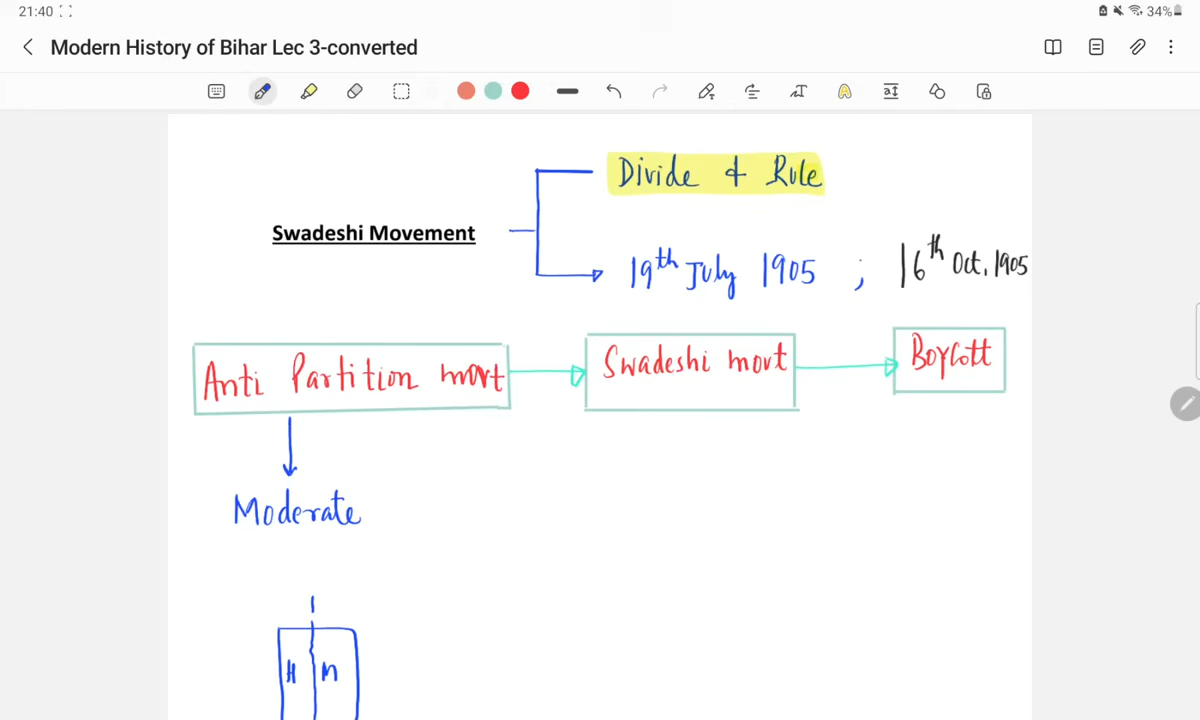 21:40
34%
Modern History of Bihar Lec 3-converted
Divide & Rule
Swadeshi Movement
19th July 1905 ; 16th Oct. 1905
Anti Partition movt
Swadeshi movt
Boycott
Moderate
H M